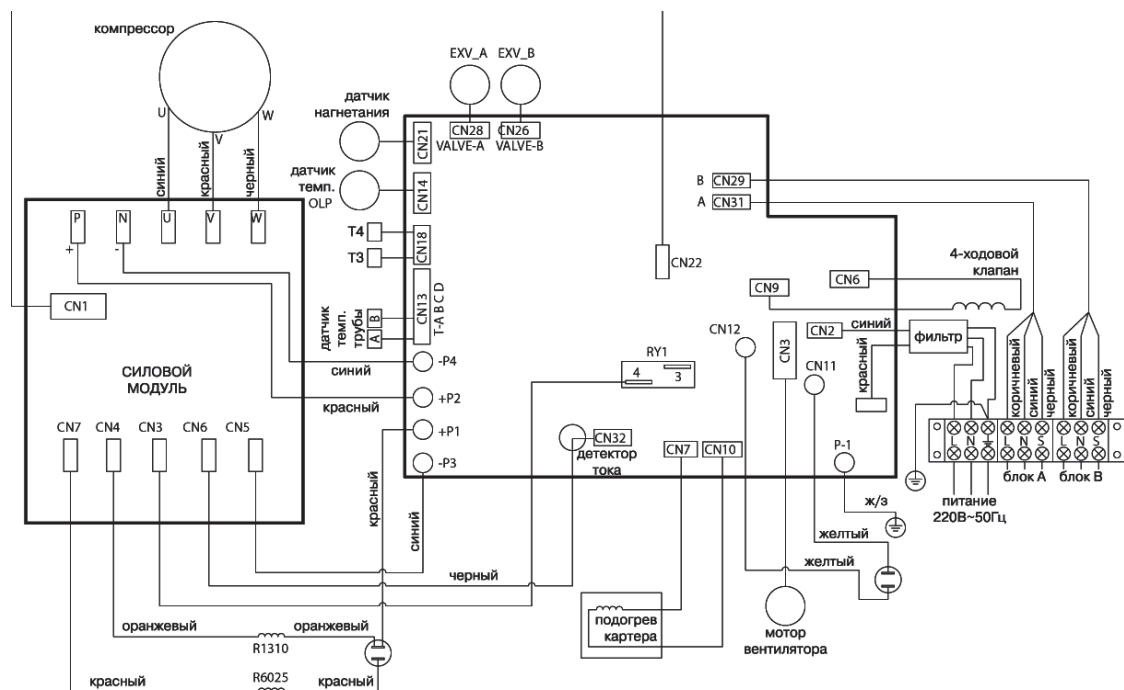 компрессор
U
V
W
синий
красный
черный
P
N
U
V
W
+
-
CN1
СИЛОВОЙ
МОДУЛЬ
CN7
CN4
CN3
CN6
CN5
EXV_A
EXV_B
CN28
CN26
VALVE-A
VALVE-B
датчик
нагнетания
CN21
датчик
темп.
OLP
CN14
T4
T3
CN18
датчик
темп.
трубы
B
A
CN13
T-A B C D
-P4
синий
+P2
красный
+P1
-P3
красный
синий
черный
оранжевый
оранжевый
R1310
R6025
красный
красный
B
CN29
A
CN31
CN22
CN9
CN6
4-ходовой
клапан
CN12
CN3
CN2
синий
фильтр
CN11
красный
RY1
4
3
CN32
детектор
тока
CN7
CN10
P-1
ж/з
желтый
желтый
подогрев
картера
мотор
вентилятора
коричневый
синий
черный
коричневый
синий
черный
L
N
L
N
S
L
N
S
блок A
блок B
питание
220В~50Гц